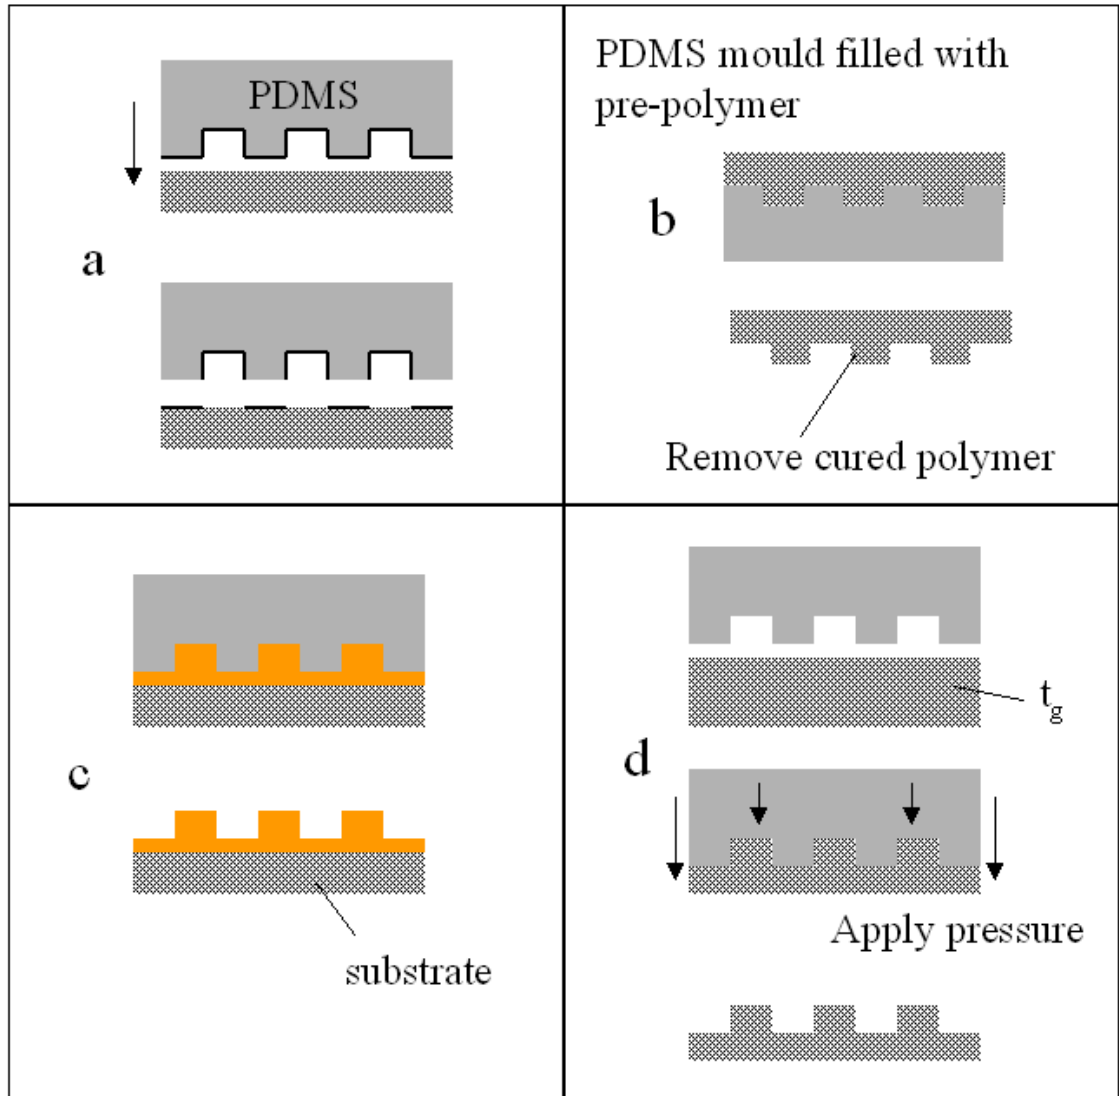 PDMS
a
PDMS mould filled with
pre-polymer
b
Remove cured polymer
c
substrate
tg
d
Apply pressure